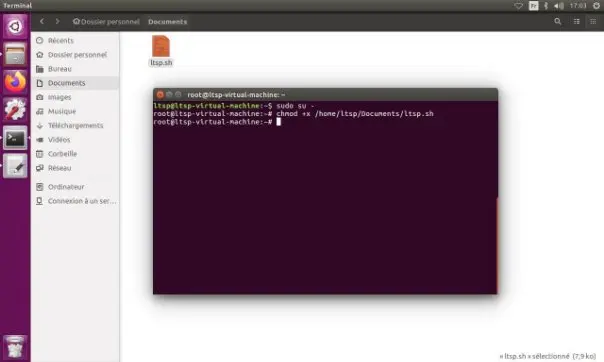 Terminal
Fr
17:03
Dossier personnel
Documents
Récents
Dossier personnel
Bureau
Documents
Images
Musique
Téléchargements
Vidéos
Corbeille
Réseau
Ordinateur
Connexion à un ser…
ltsp.sh
root@ltsp-virtual-machine: ~
ltsp@ltsp-virtual-machine:~$ sudo su -
root@ltsp-virtual-machine:~# chmod +x /home/ltsp/Documents/ltsp.sh
root@ltsp-virtual-machine:~#
« ltsp.sh » sélectionné (7,9 ko)